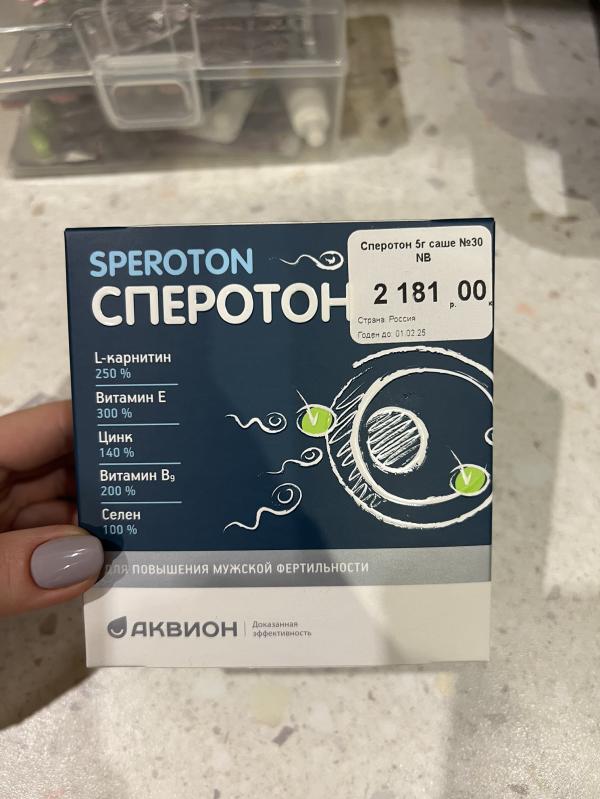 SPEROTON
СПЕРОТОН
Сперотон 5г саше №30
NB
2 181 р. 00 к
Страна: Россия
Годен до: 01.02.25
L-карнитин
250 %
Витамин Е
300 %
Цинк
140 %
Витамин В₉
200 %
Селен
100 %
ДЛЯ ПОВЫШЕНИЯ МУЖСКОЙ ФЕРТИЛЬНОСТИ
АКВИОН
Доказанная
эффективность